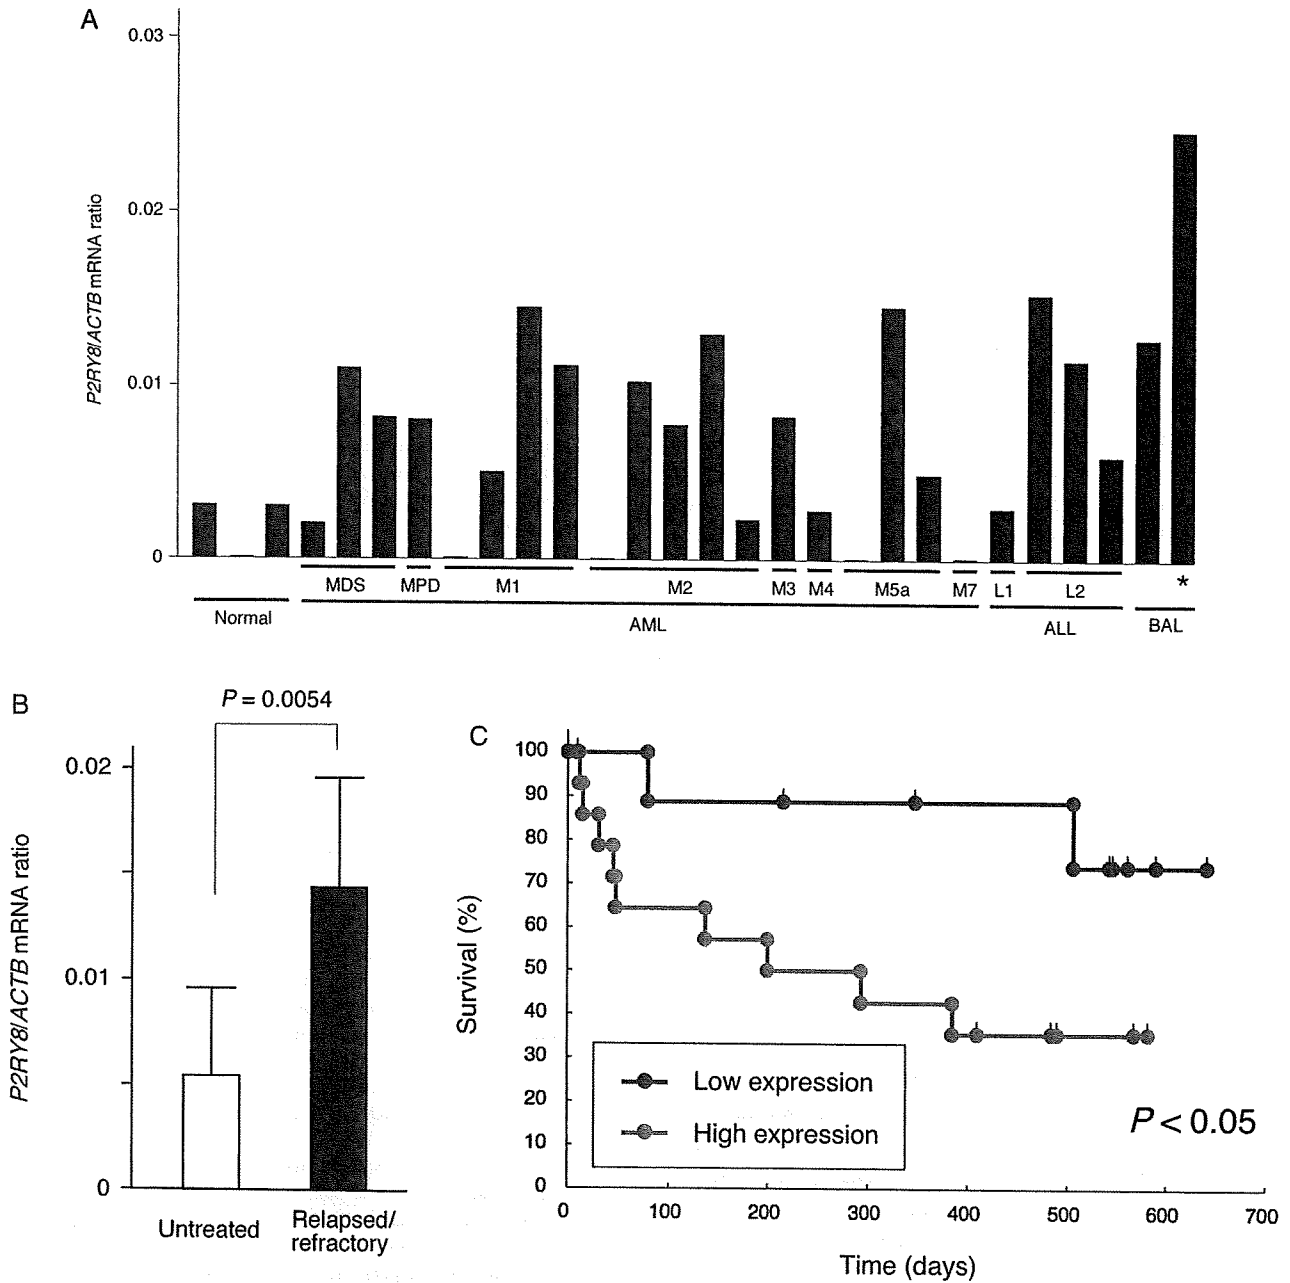 A
0.03
0.02
0.01
0
P2RY8/ACTB mRNA ratio
MDS MPD M1 M2 M3 M4 M5a M7 L1 L2 *
Normal AML ALL BAL
B
P = 0.0054
0.02
0.01
0
P2RY8/ACTB mRNA ratio
Untreated
Relapsed/
refractory
C
100
90
80
70
60
50
40
30
20
10
0
Survival (%)
Low expression
High expression
P < 0.05
0 100 200 300 400 500 600 700
Time (days)